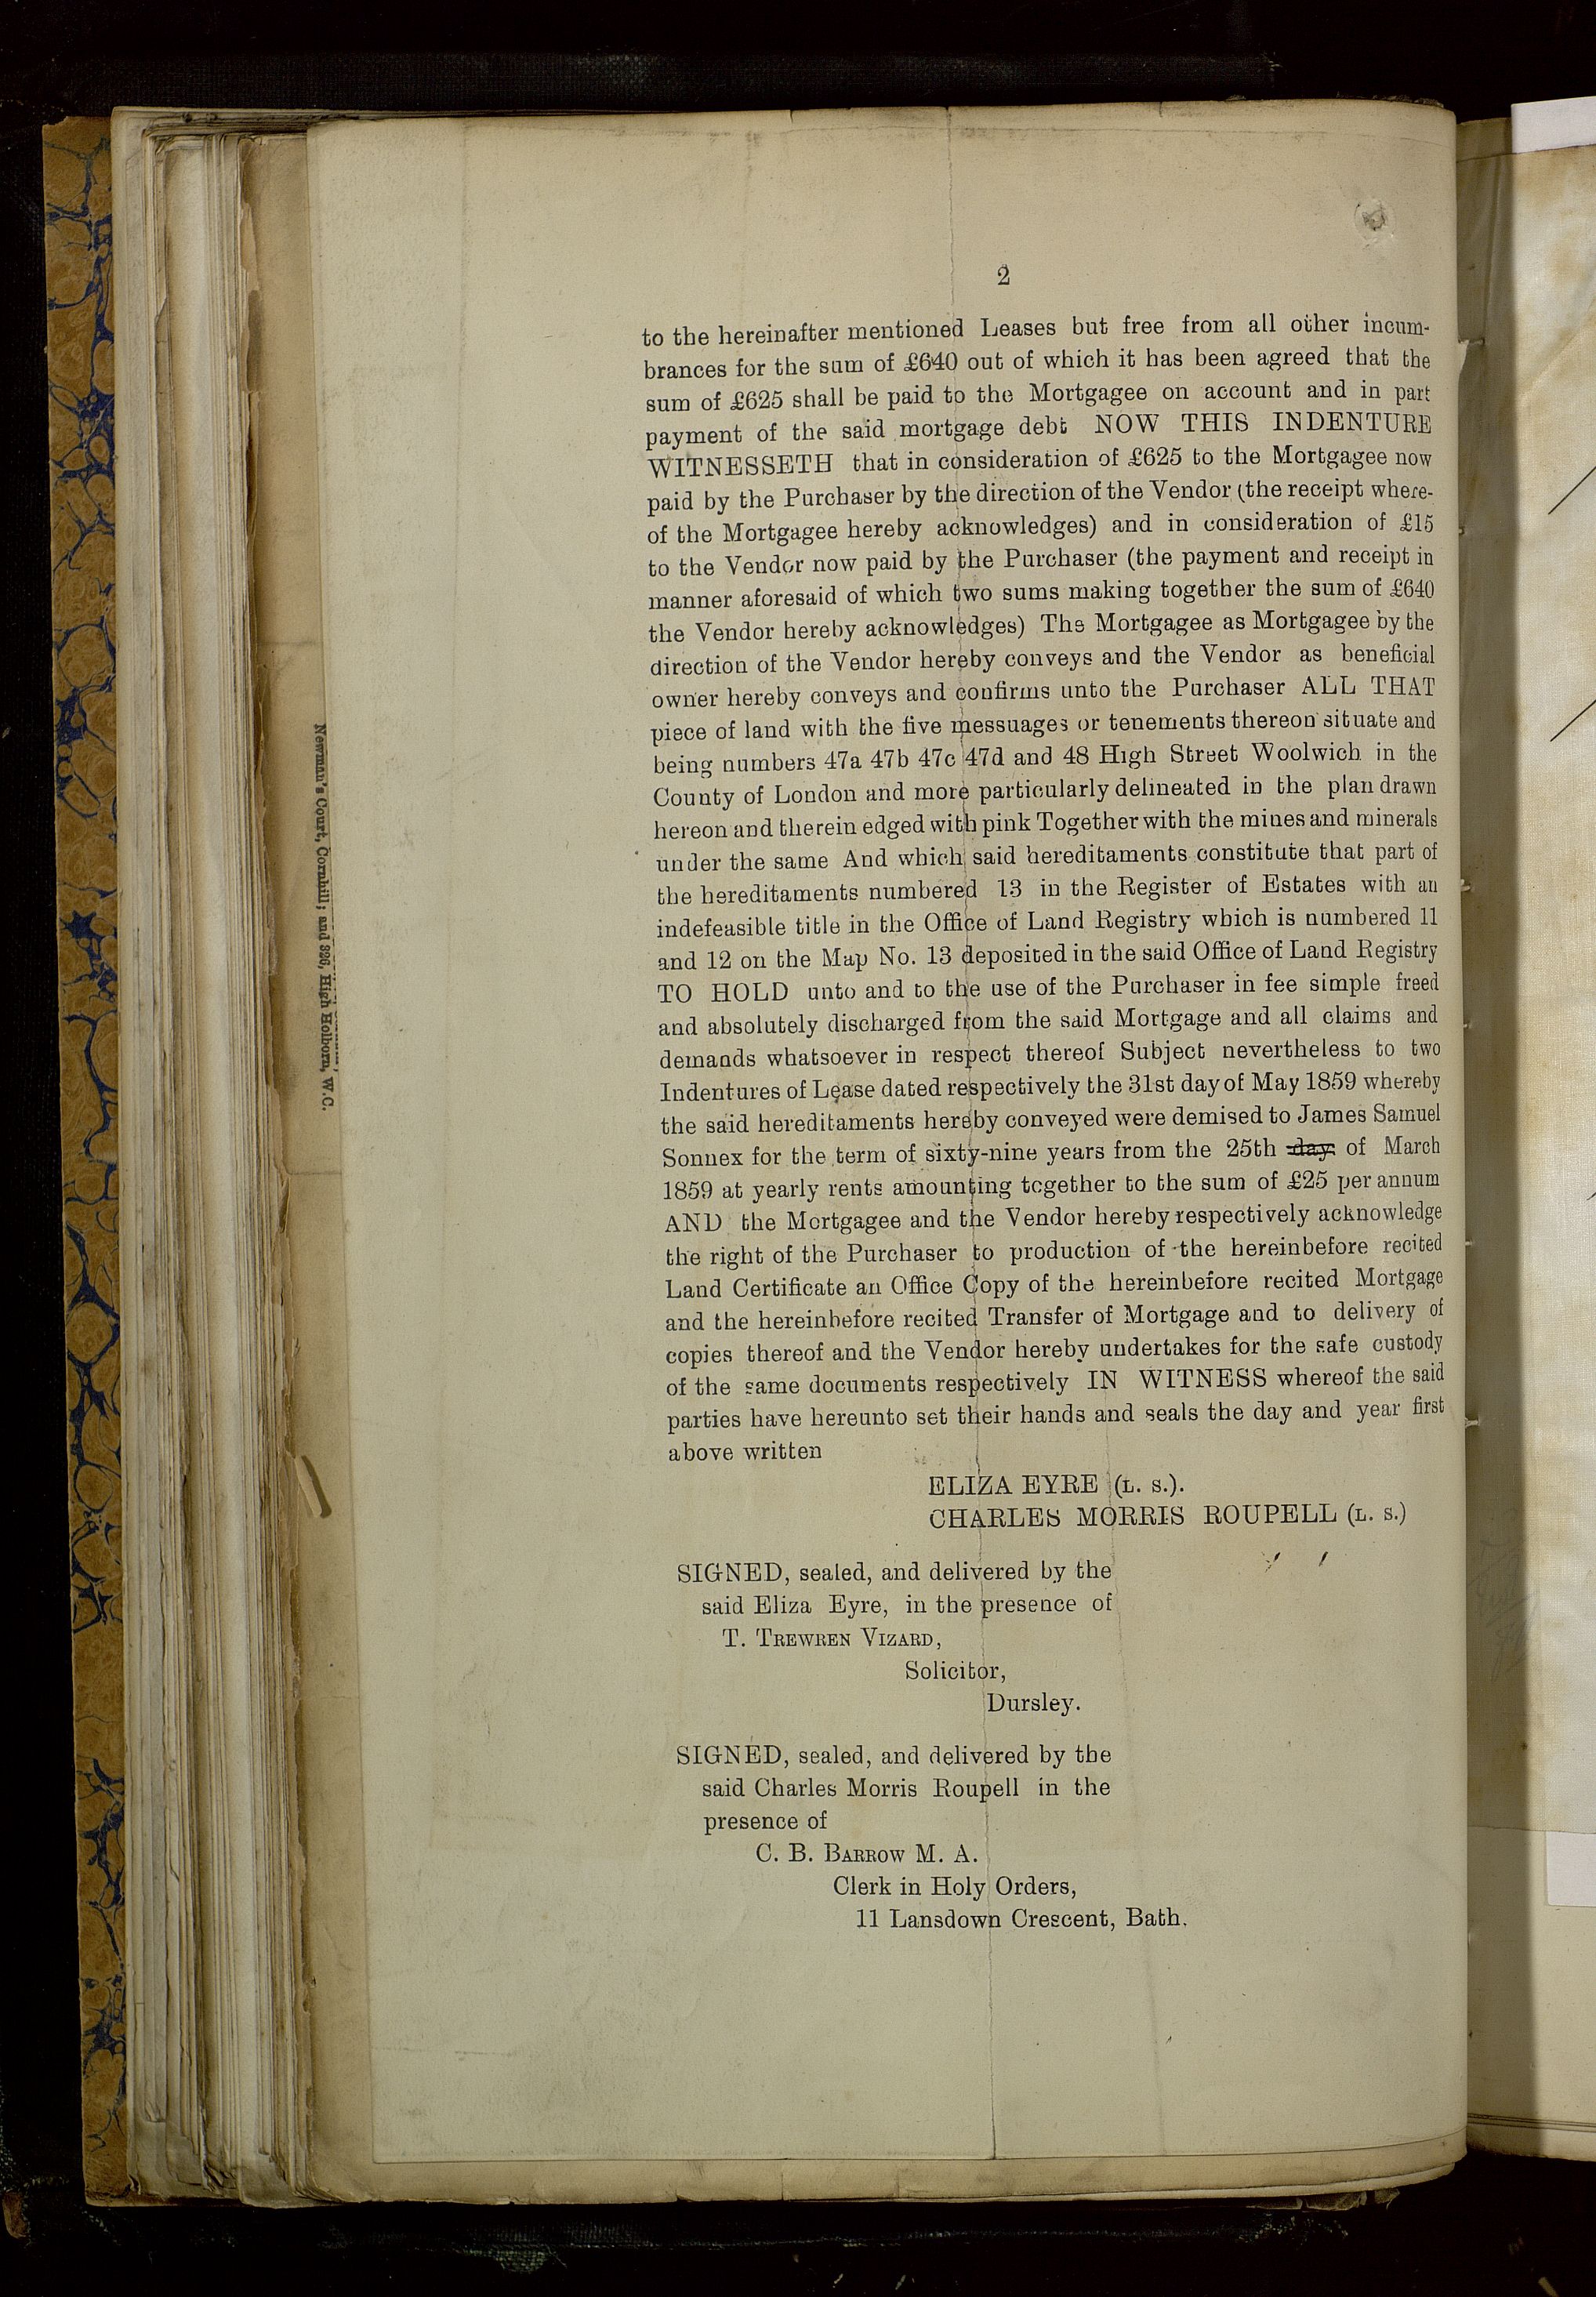 2
to the hereinafter mentioned Leases but free from all other incum-
brances for the sum of £640 out of which it has been agreed that the
sum of £625 shall be paid to the Mortgagee on account and in part
payment of the said mortgage debt NOW THIS INDENTURE
WITNESSETH that in consideration of £625 to the Mortgagee now
paid by the Purchaser by the direction of the Vendor (the receipt where-
of the Mortgagee hereby acknowledges) and in consideration of £15
to the Vendor now paid by the Purchaser (the payment and receipt in
manner aforesaid of which two sums making together the sum of £640
the Vendor hereby acknowledges) The Mortgagee as Mortgagee by the
direction of the Vendor hereby conveys and the Vendor as beneficial
owner hereby conveys and confirms unto the Purchaser ALL THAT
piece of land with the five messuages or tenements thereon situate and
being numbers 47a 47b 47c 47d and 48 High Street Woolwich in the
County of London and more particularly delineated in the plan drawn
hereon and therein edged with pink Together with the mines and minerals
under the same And which said hereditaments constitute that part of
the hereditaments numbered 13 in the Register of Estates with an
indefeasible title in the Office of Land Registry which is numbered 11
and 12 on the Map No. 13 deposited in the said Office of Land Registry
TO HOLD unto and to the use of the Purchaser in fee simple freed
and absolutely discharged from the said Mortgage and all claims and
demands whatsoever in respect thereof Subject nevertheless to two
Indentures of Lease dated respectively the 31st day of May 1859 whereby
the said hereditaments hereby conveyed were demised to James Samuel
Sonnex for the term of sixty-nine years from the 25th day of March
1859 at yearly rents amounting together to the sum of £25 per annum
AND the Mortgagee and the Vendor hereby respectively acknowledge
the right of the Purchaser to production of the hereinbefore recited
Land Certificate an Office Copy of the hereinbefore recited Mortgage
and the hereinbefore recited Transfer of Mortgage and to delivery of
copies thereof and the Vendor hereby undertakes for the safe custody
of the same documents respectively IN WITNESS whereof the said
parties have hereunto set their hands and seals the day and year first
above written
ELIZA EYRE (L. S.).
CHARLES MORRIS ROUPELL (L. S.)
SIGNED, sealed, and delivered by the
said Eliza Eyre, in the presence of
T. TREWREN VIZARD,
Solicitor,
Dursley.
SIGNED, sealed, and delivered by the
said Charles Morris Roupell in the
presence of
C. B. BARROW M. A.
Clerk in Holy Orders,
11 Lansdown Crescent, Bath.
Newman's Court, Cornhill; and 326, High Holborn, W.C.